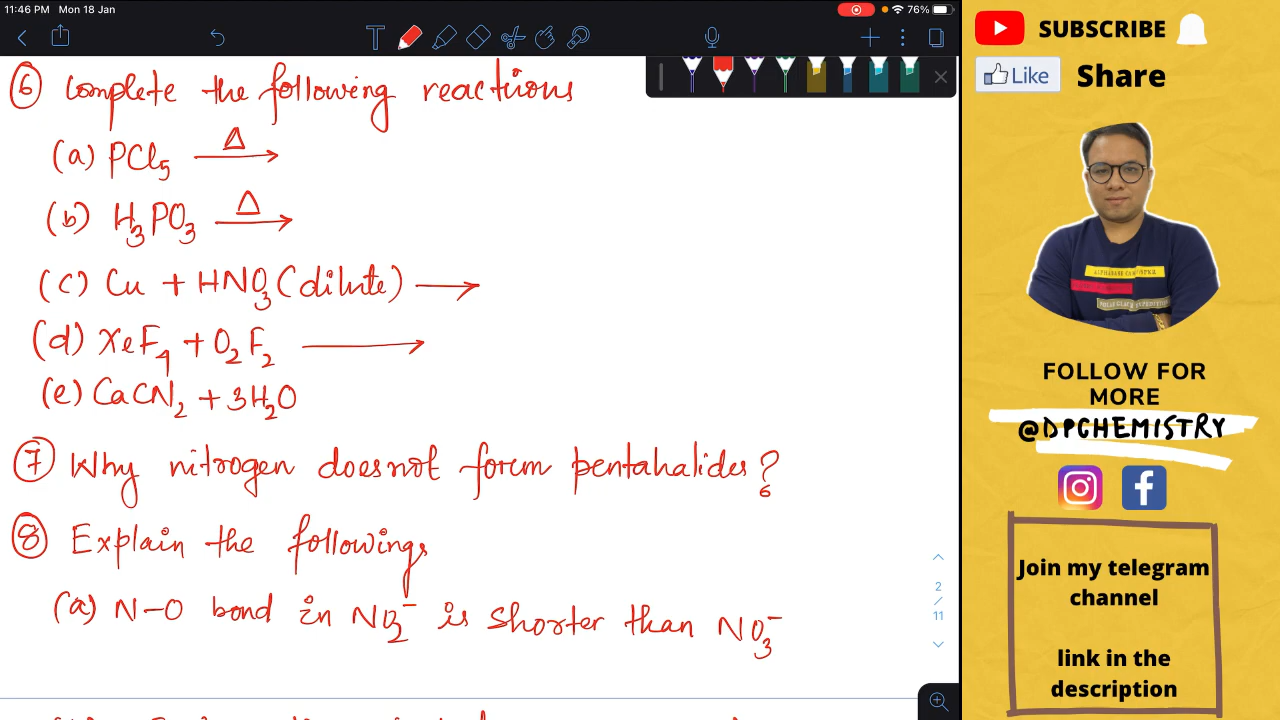 11:46 PM Mon 18 Jan
76%
⑥ Complete the following reactions
(a) PCl₅ —Δ→
(b) H₃PO₃ —Δ→
(c) Cu + HNO₃ (dilute) →
(d) XeF₄ + O₂F₂ →
(e) CaCN₂ + 3H₂O
⑦ Why nitrogen does not form pentahalides?
⑧ Explain the followings
(a) N–O bond in NO₂⁻ is shorter than NO₃⁻
2
/
11
SUBSCRIBE
Like Share
FOLLOW FOR
MORE
@DPCHEMISTRY
Join my telegram
channel
link in the
description